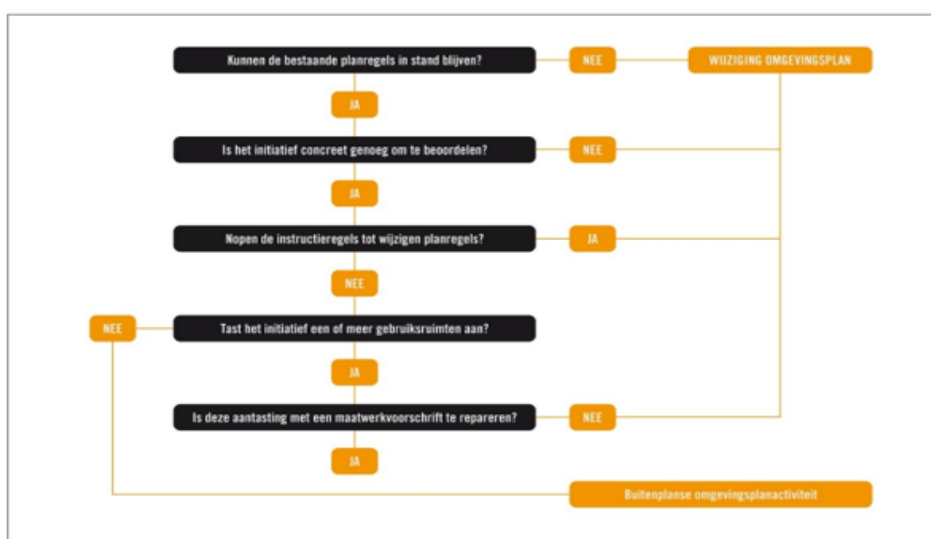 Kunnen de bestaande planregels in stand blijven?
NEE
WIJZIGING OMGEVINGSPLAN
JA
Is het initiatief concreet genoeg om te beoordelen?
NEE
JA
Nopen de instructieregels tot wijzigen planregels?
JA
NEE
NEE
Tast het initiatief een of meer gebruiksruimten aan?
JA
Is deze aantasting met een maatwerkvoorschrift te repareren?
NEE
JA
Buitenplanse omgevingsplanactiviteit